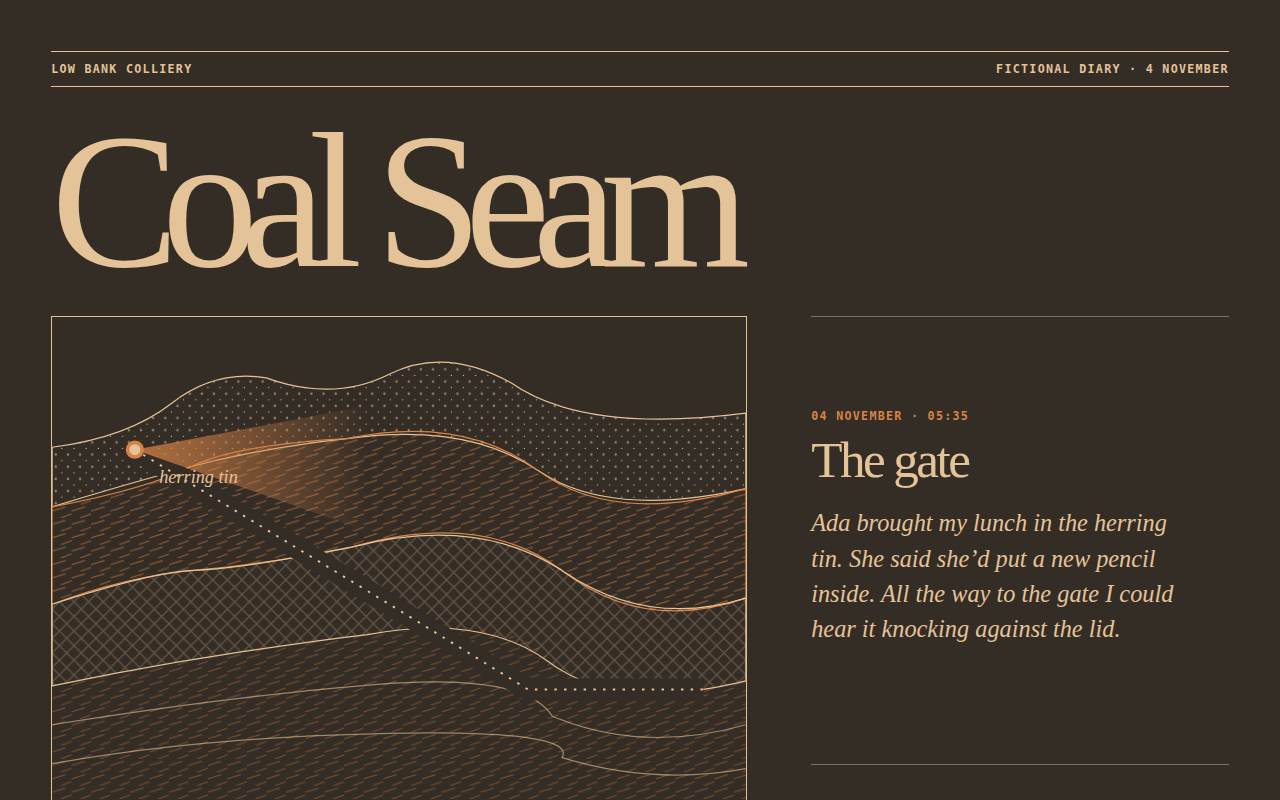 LOW BANK COLLIERY
FICTIONAL DIARY · 4 NOVEMBER
Coal Seam
herring tin
04 NOVEMBER · 05:35
The gate
Ada brought my lunch in the herring
tin. She said she’d put a new pencil
inside. All the way to the gate I could
hear it knocking against the lid.